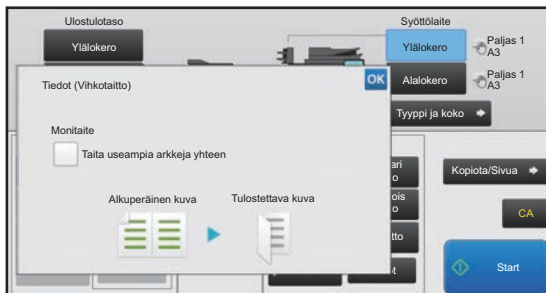 Ulostulotaso
Syöttölaite
Ylälokero
Ylälokero
Paljas 1
A3
Tiedot (Vihkotaitto)
OK
Alalokero
Paljas 1
A3
Tyyppi ja koko
Monitaite
Taita useampia arkkeja yhteen
Kopiota/Sivua
Alkuperäinen kuva
Tulostettava kuva
CA
Start